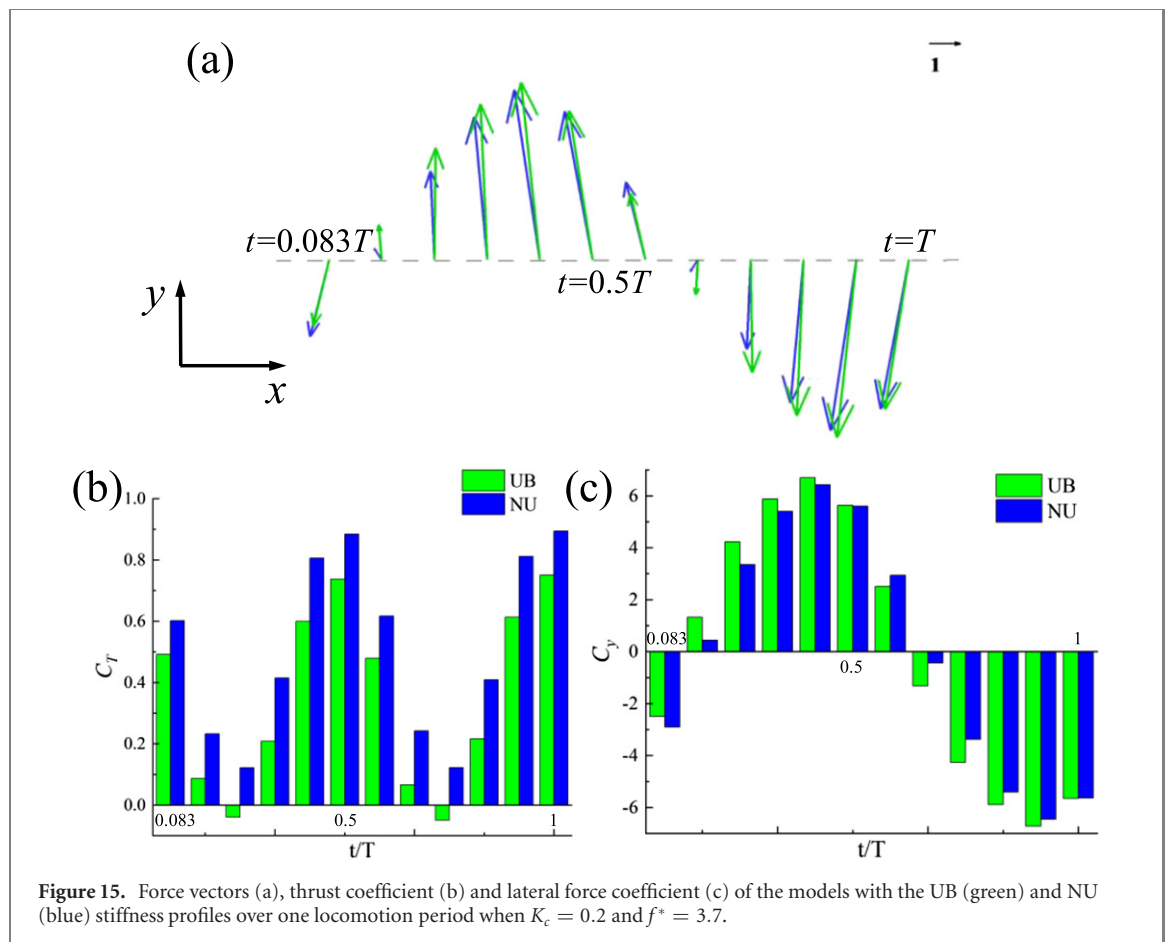 (a)
1
t=0.083T
t=T
t=0.5T
y
x
(b)
UB
NU
1.0
0.8
0.6
0.4
0.2
0.0
C_T
0.083
0.5
1
t/T
(c)
UB
NU
6
4
2
0
-2
-4
-6
C_y
0.083
0.5
1
t/T
Figure 15. Force vectors (a), thrust coefficient (b) and lateral force coefficient (c) of the models with the UB (green) and NU
(blue) stiffness profiles over one locomotion period when K_c = 0.2 and f* = 3.7.